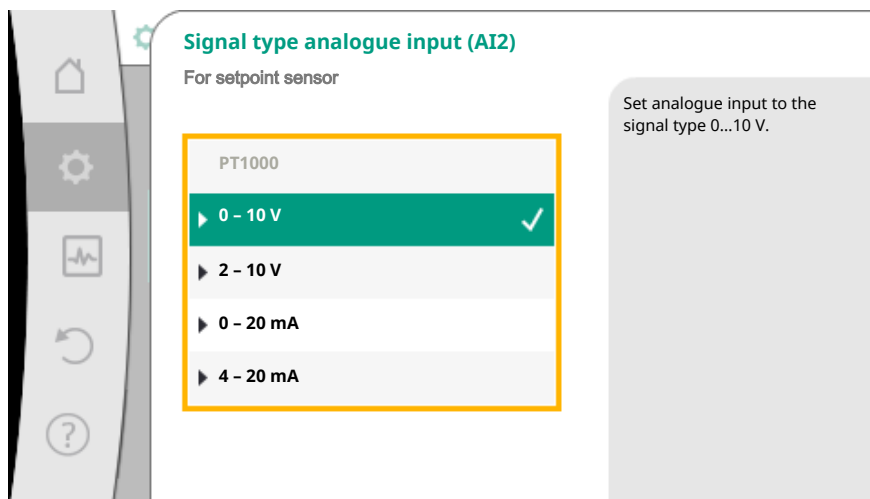 Signal type analogue input (AI2)
For setpoint sensor
PT1000
0 – 10 V
2 – 10 V
0 – 20 mA
4 – 20 mA
Set analogue input to the
signal type 0...10 V.
?